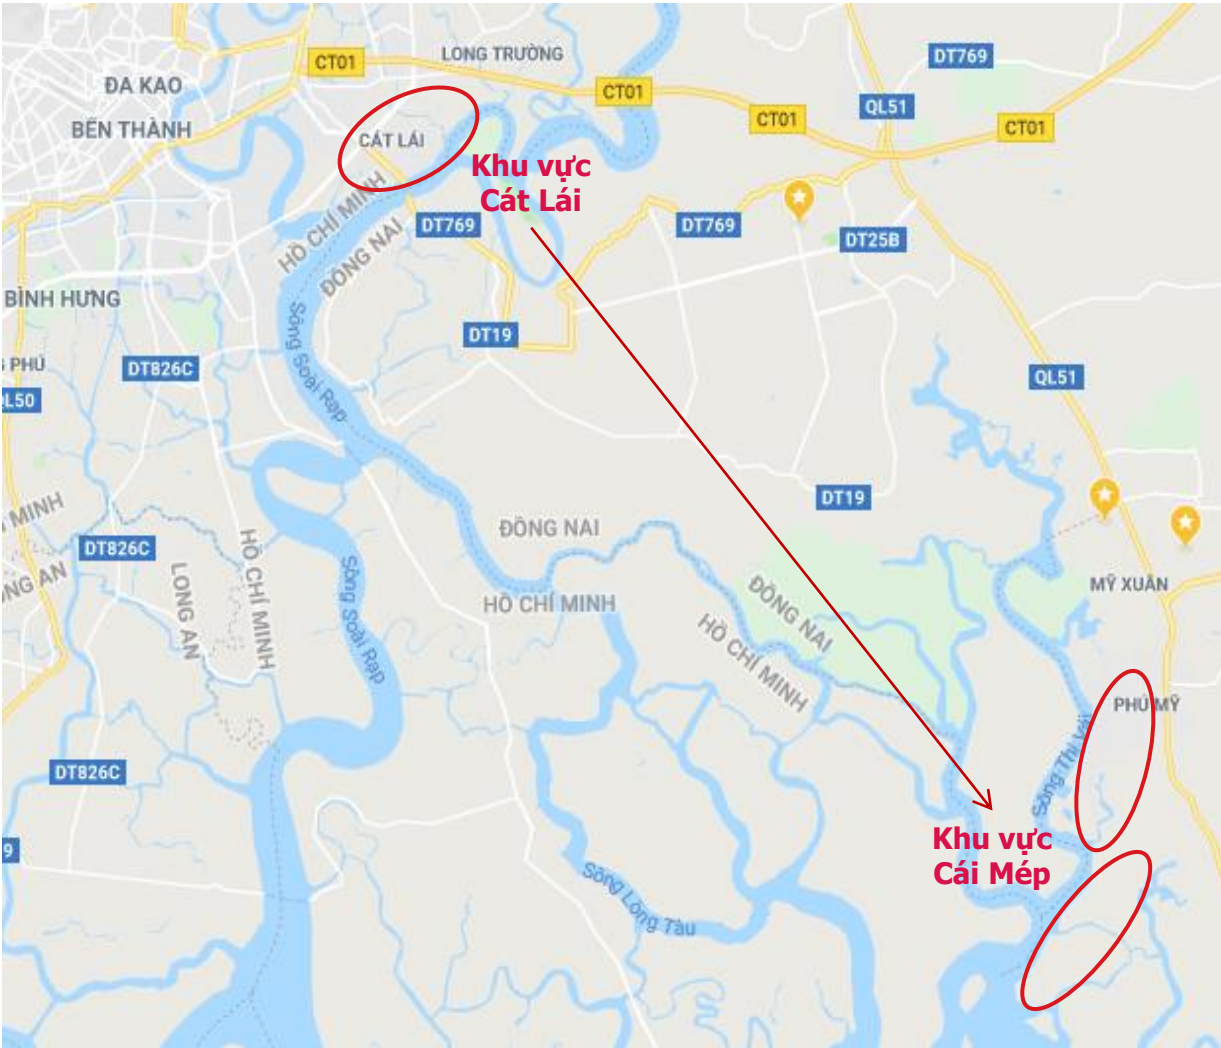 CT01
LONG TRƯỜNG
DT769
ĐA KAO
CT01
QL51
BẾN THÀNH
CÁT LÁI
CT01
CT01
Khu vực
Cát Lái
HỒ CHÍ MINH
ĐỒNG NAI
DT769
DT769
DT25B
BÌNH HƯNG
Sông Soài Rạp
DT19
PHÚ
DT826C
QL51
L50
DT19
MINH
ĐỒNG NAI
DT826C
HỒ CHÍ MINH
LONG AN
NG AN
Sông Soài Rạp
HỒ CHÍ MINH
ĐỒNG NAI
HỒ CHÍ MINH
MỸ XUÂN
PHÚ MỸ
Sông Thị Vải
DT826C
9
Khu vực
Cái Mép
Sông Lòng Tàu